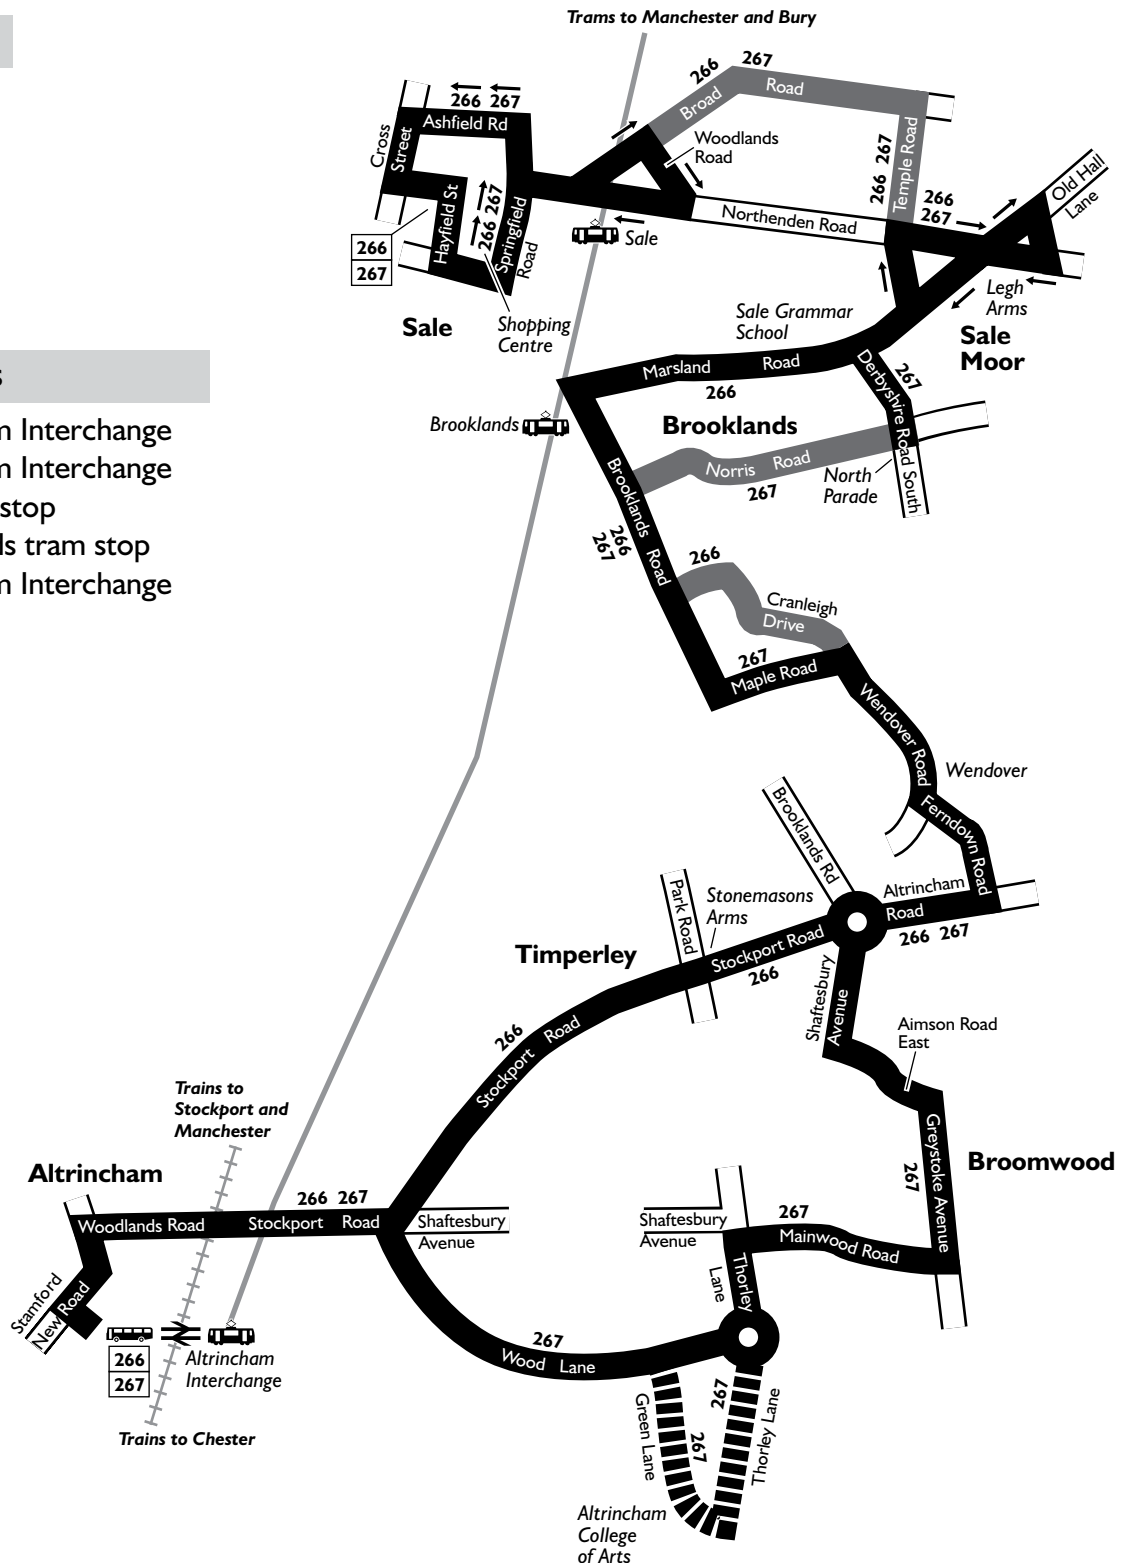 Trams to Manchester and Bury
266 267
Broad Road
266 267
Ashfield Rd
Cross
Street
Woodlands
Road
266 267
Temple Road
Old Hall
Lane
266
267
Northenden Road
Hayfield St
266 267
Springfield
Road
266
267
Sale
Legh
Arms
Sale
Shopping
Centre
Sale Grammar
School
Sale
Moor
Marsland Road
266
267
Derbyshire Road South
Brooklands
Brooklands
Norris Road
267
North
Parade
Brooklands Road
266
267
266
Cranleigh
Drive
267
Maple Road
Wendover Road
Wendover
Ferndown Road
Brooklands Rd
Altrincham
Road
266 267
Park Road
Stonemasons
Arms
Timperley
Stockport Road
266
Shaftesbury
Avenue
Aimson Road
East
266
Stockport Road
Greystoke Avenue
267
Broomwood
Trains to
Stockport and
Manchester
Altrincham
266 267
Woodlands Road
Stockport Road
Shaftesbury
Avenue
Shaftesbury
Avenue
267
Mainwood Road
Thorley
Lane
Stamford
New Road
266
267
Altrincham
Interchange
267
Wood Lane
Green Lane
267
267
Thorley Lane
Trains to Chester
Altrincham
College
of Arts
s
Interchange
Interchange
stop
tram stop
Interchange